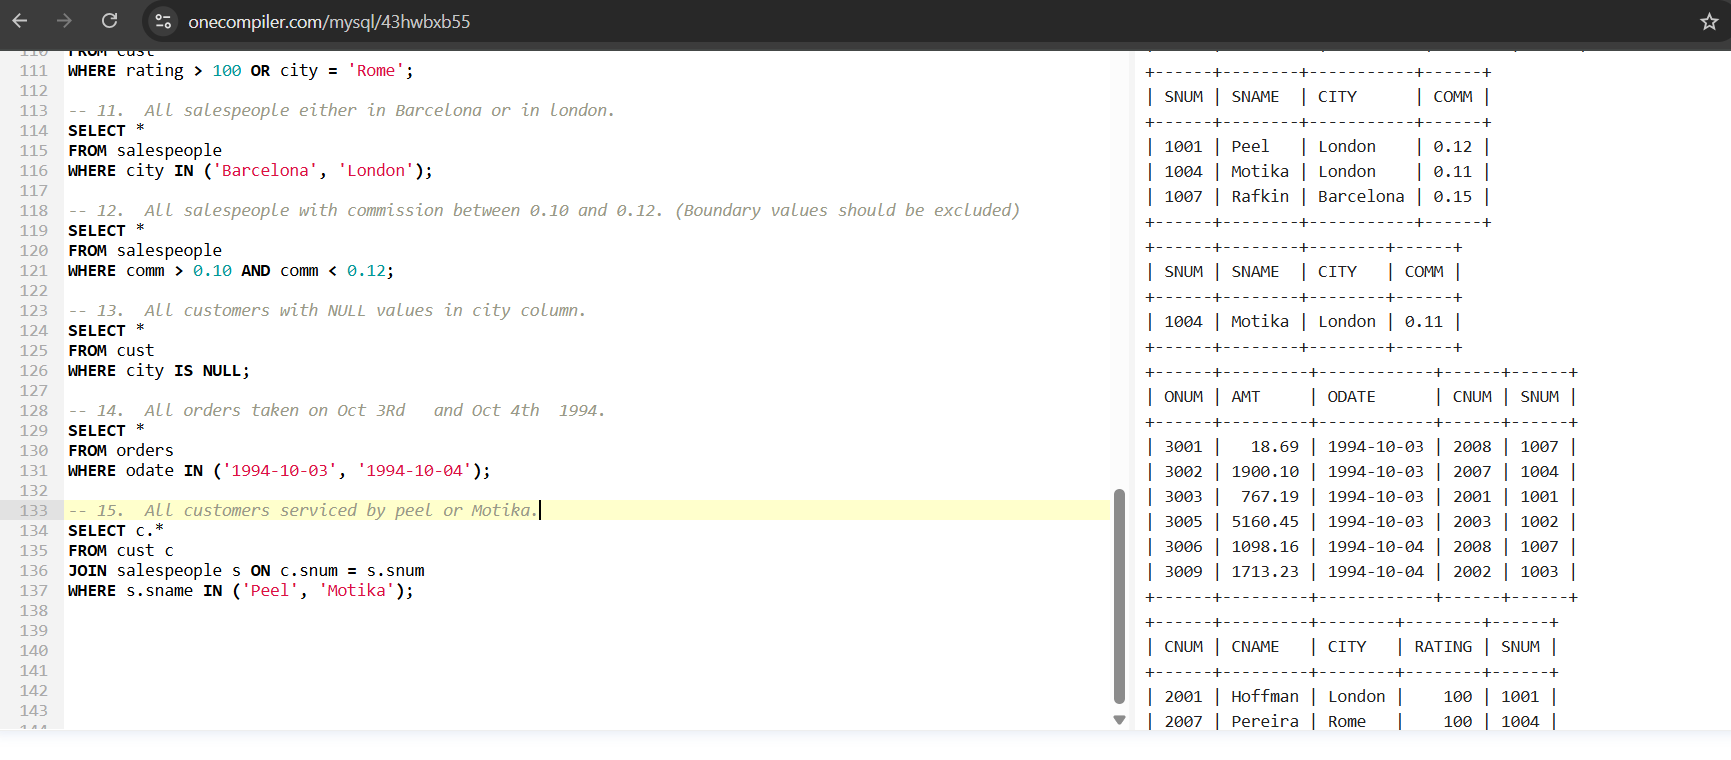 onecompiler.com/mysql/43hwbxb55
110 FROM cust
111 WHERE rating > 100 OR city = 'Rome';
112
113 -- 11.  All salespeople either in Barcelona or in london.
114 SELECT *
115 FROM salespeople
116 WHERE city IN ('Barcelona', 'London');
117
118 -- 12.  All salespeople with commission between 0.10 and 0.12. (Boundary values should be excluded)
119 SELECT *
120 FROM salespeople
121 WHERE comm > 0.10 AND comm < 0.12;
122
123 -- 13.  All customers with NULL values in city column.
124 SELECT *
125 FROM cust
126 WHERE city IS NULL;
127
128 -- 14.  All orders taken on Oct 3Rd   and Oct 4th  1994.
129 SELECT *
130 FROM orders
131 WHERE odate IN ('1994-10-03', '1994-10-04');
132
133 -- 15.  All customers serviced by peel or Motika.
134 SELECT c.*
135 FROM cust c
136 JOIN salespeople s ON c.snum = s.snum
137 WHERE s.sname IN ('Peel', 'Motika');
138
139
140
141
142
143
144
+------+--------+-----------+------+
| SNUM | SNAME  | CITY      | COMM |
+------+--------+-----------+------+
| 1001 | Peel   | London    | 0.12 |
| 1004 | Motika | London    | 0.11 |
| 1007 | Rafkin | Barcelona | 0.15 |
+------+--------+-----------+------+
+------+--------+--------+------+
| SNUM | SNAME  | CITY   | COMM |
+------+--------+--------+------+
| 1004 | Motika | London | 0.11 |
+------+--------+--------+------+
+------+---------+------------+------+------+
| ONUM | AMT     | ODATE      | CNUM | SNUM |
+------+---------+------------+------+------+
| 3001 |   18.69 | 1994-10-03 | 2008 | 1007 |
| 3002 | 1900.10 | 1994-10-03 | 2007 | 1004 |
| 3003 |  767.19 | 1994-10-03 | 2001 | 1001 |
| 3005 | 5160.45 | 1994-10-03 | 2003 | 1002 |
| 3006 | 1098.16 | 1994-10-04 | 2008 | 1007 |
| 3009 | 1713.23 | 1994-10-04 | 2002 | 1003 |
+------+---------+------------+------+------+
+------+---------+--------+--------+------+
| CNUM | CNAME   | CITY   | RATING | SNUM |
+------+---------+--------+--------+------+
| 2001 | Hoffman | London |    100 | 1001 |
| 2007 | Pereira | Rome   |    100 | 1004 |